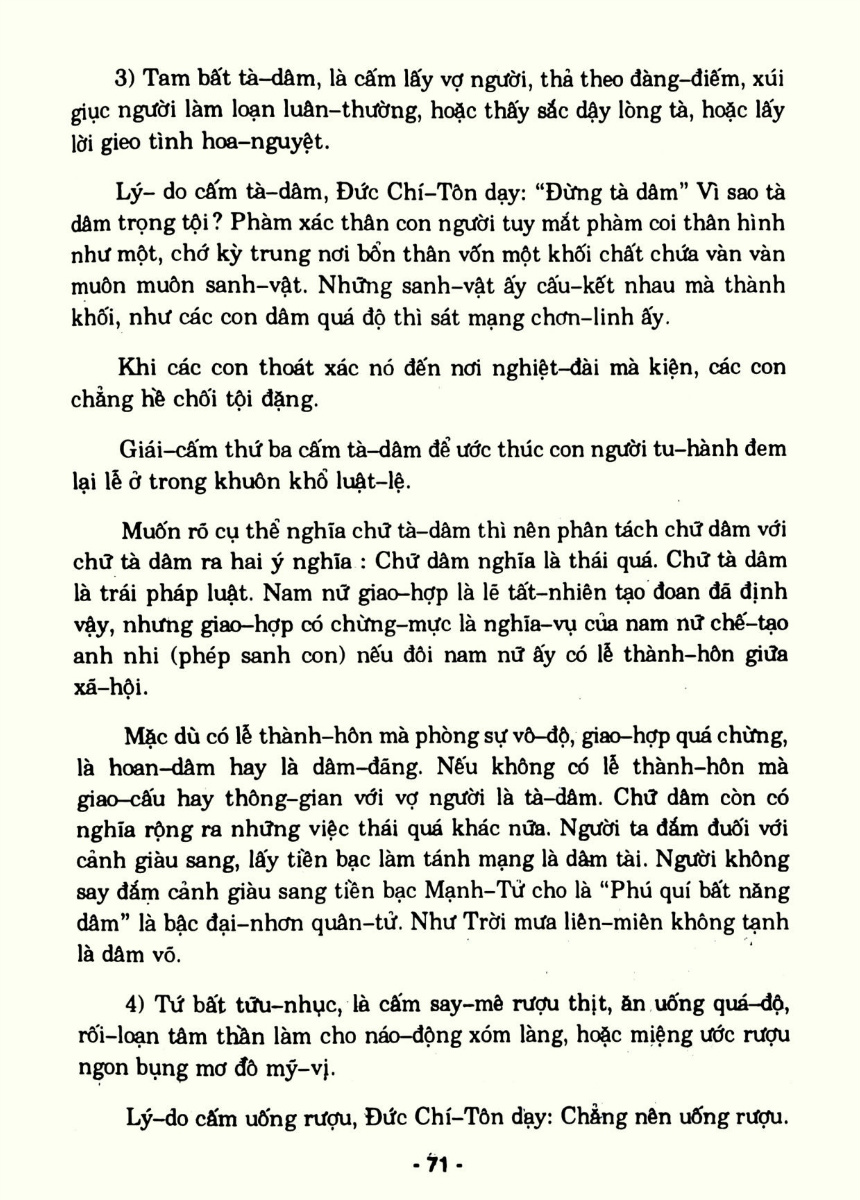 3) Tam bất tà–dâm, là cấm lấy vợ người, thả theo đàng–điếm, xúi
giục người làm loạn luân–thường, hoặc thấy sắc dậy lòng tà, hoặc lấy
lời gieo tình hoa–nguyệt.
Lý– do cấm tà–dâm, Đức Chí–Tôn dạy: “Đừng tà dâm” Vì sao tà
dâm trọng tội? Phàm xác thân con người tuy mắt phàm coi thân hình
như một, chớ kỳ trung nơi bổn thân vốn một khối chất chứa vàn vàn
muôn muôn sanh–vật. Những sanh–vật ấy cấu–kết nhau mà thành
khối, như các con dâm quá độ thì sát mạng chơn–linh ấy.
Khi các con thoát xác nó đến nơi nghiệt–đài mà kiện, các con
chẳng hề chối tội đặng.
Giái–cấm thứ ba cấm tà–dâm để ước thúc con người tu–hành đem
lại lễ ở trong khuôn khổ luật–lệ.
Muốn rõ cụ thể nghĩa chữ tà–dâm thì nên phân tách chữ dâm với
chữ tà dâm ra hai ý nghĩa : Chữ dâm nghĩa là thái quá. Chữ tà dâm
là trái pháp luật. Nam nữ giao–hợp là lẽ tất–nhiên tạo đoan đã định
vậy, nhưng giao–hợp có chừng–mực là nghĩa–vụ của nam nữ chế–tạo
anh nhi (phép sanh con) nếu đôi nam nữ ấy có lễ thành–hôn giữa
xã–hội.
Mặc dù có lễ thành–hôn mà phòng sự vô–độ, giao–hợp quá chừng,
là hoan–dâm hay là dâm–đãng. Nếu không có lễ thành–hôn mà
giao–cấu hay thông–gian với vợ người là tà–dâm. Chữ dâm còn có
nghĩa rộng ra những việc thái quá khác nữa. Người ta đắm đuối với
cảnh giàu sang, lấy tiền bạc làm tánh mạng là dâm tài. Người không
say đắm cảnh giàu sang tiền bạc Mạnh–Tử cho là “Phú quí bất năng
dâm” là bậc đại–nhơn quân–tử. Như Trời mưa liên–miên không tạnh
là dâm võ.
4) Tứ bất tữu–nhục, là cấm say–mê rượu thịt, ăn uống quá–độ,
rối–loạn tâm thần làm cho náo–động xóm làng, hoặc miệng ước rượu
ngon bụng mơ đồ mỹ–vị.
Lý–do cấm uống rượu, Đức Chí–Tôn dạy: Chẳng nên uống rượu.
- 71 -